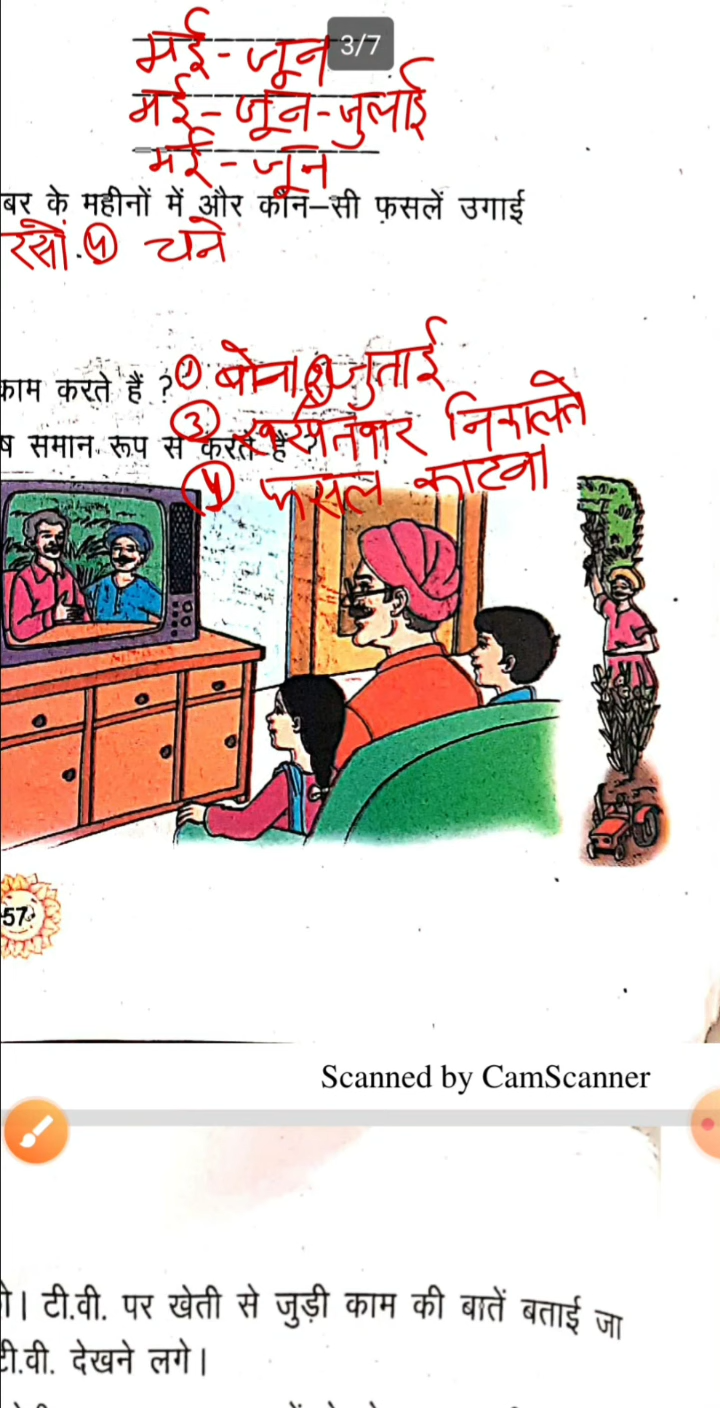 3/7
मई-जून
मई-जून-जुलाई
मई-जून
बर के महीनों में और कौन-सी फ़सलें उगाई
रसों. ④ चने
काम करते हैं ? ① बोना ② जुताई
③ खरपतवार निकालते
ष समान रूप से करते हैं ?
④ फसल काटना
57
Scanned by CamScanner
टी.वी. पर खेती से जुड़ी काम की बातें बताई जा
टी.वी. देखने लगे।